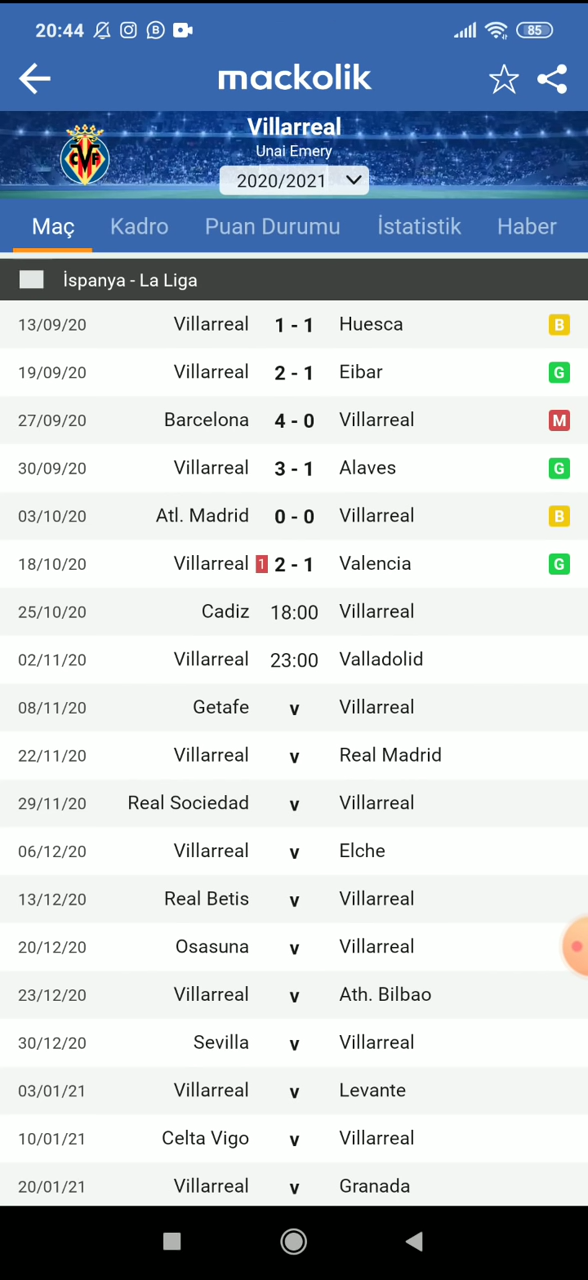 20:44 B 85
mackolik
Villarreal
Unai Emery
2020/2021
Maç Kadro Puan Durumu İstatistik Haber
İspanya - La Liga
13/09/20 Villarreal 1 - 1 Huesca B
19/09/20 Villarreal 2 - 1 Eibar G
27/09/20 Barcelona 4 - 0 Villarreal M
30/09/20 Villarreal 3 - 1 Alaves G
03/10/20 Atl. Madrid 0 - 0 Villarreal B
18/10/20 Villarreal 1 2 - 1 Valencia G
25/10/20 Cadiz 18:00 Villarreal
02/11/20 Villarreal 23:00 Valladolid
08/11/20 Getafe v Villarreal
22/11/20 Villarreal v Real Madrid
29/11/20 Real Sociedad v Villarreal
06/12/20 Villarreal v Elche
13/12/20 Real Betis v Villarreal
20/12/20 Osasuna v Villarreal
23/12/20 Villarreal v Ath. Bilbao
30/12/20 Sevilla v Villarreal
03/01/21 Villarreal v Levante
10/01/21 Celta Vigo v Villarreal
20/01/21 Villarreal v Granada